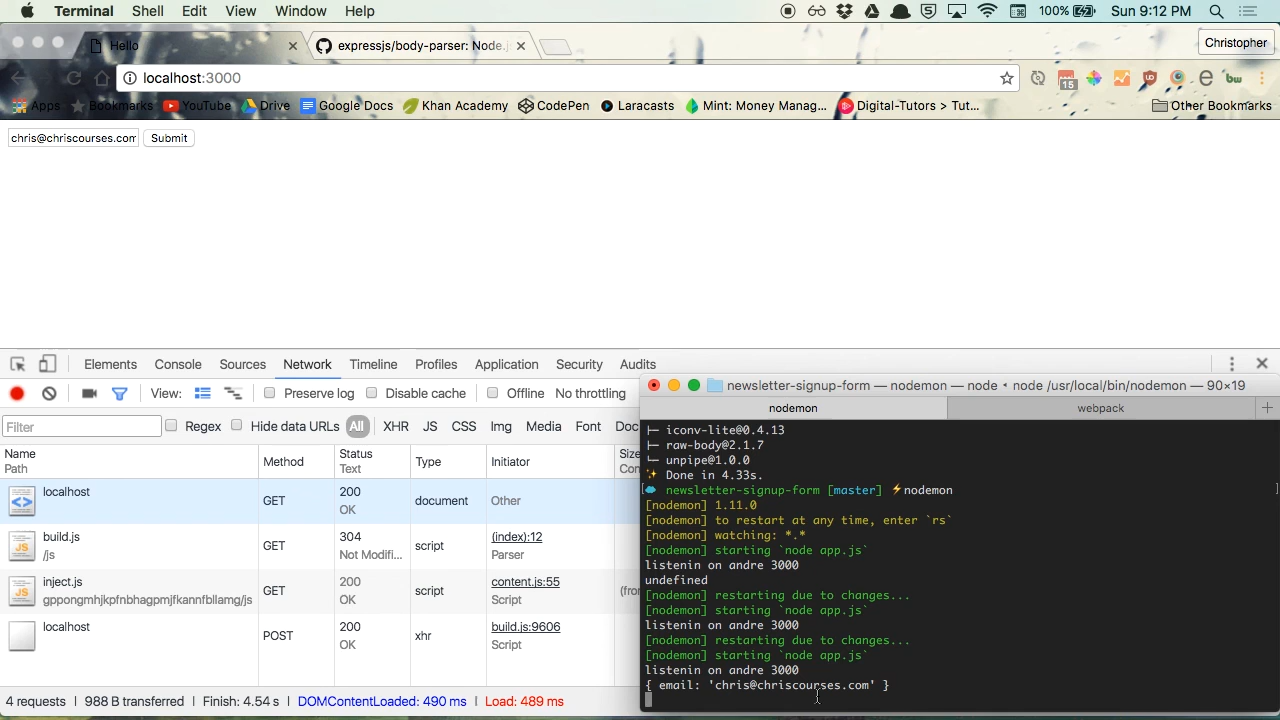 Terminal Shell Edit View Window Help 100% Sun 9:12 PM
Hello expressjs/body-parser: Node.j Christopher
localhost:3000
Apps Bookmarks YouTube Drive Google Docs Khan Academy CodePen Laracasts Mint: Money Manag... Digital-Tutors > Tut... Other Bookmarks
chris@chriscourses.com Submit
Elements Console Sources Network Timeline Profiles Application Security Audits
View: Preserve log Disable cache Offline No throttling
Filter Regex Hide data URLs All XHR JS CSS Img Media Font Doc
Name Method Status Type Initiator Size
Path Text Con
localhost GET 200 document Other
OK
build.js GET 304 script (index):12
/js Not Modifi... Parser
inject.js GET 200 script content.js:55 (fror
gppongmhjkpfnbhagpmjfkannfbllamg/js OK Script
localhost POST 200 xhr build.js:9606
OK Script
4 requests | 988 B transferred | Finish: 4.54 s | DOMContentLoaded: 490 ms | Load: 489 ms
newsletter-signup-form — nodemon — node • node /usr/local/bin/nodemon — 90×19
nodemon webpack
├─ iconv-lite@0.4.13
├─ raw-body@2.1.7
└─ unpipe@1.0.0
✨ Done in 4.33s.
newsletter-signup-form [master] ⚡nodemon
[nodemon] 1.11.0
[nodemon] to restart at any time, enter `rs`
[nodemon] watching: *.*
[nodemon] starting `node app.js`
listenin on andre 3000
undefined
[nodemon] restarting due to changes...
[nodemon] starting `node app.js`
listenin on andre 3000
[nodemon] restarting due to changes...
[nodemon] starting `node app.js`
listenin on andre 3000
{ email: 'chris@chriscourses.com' }